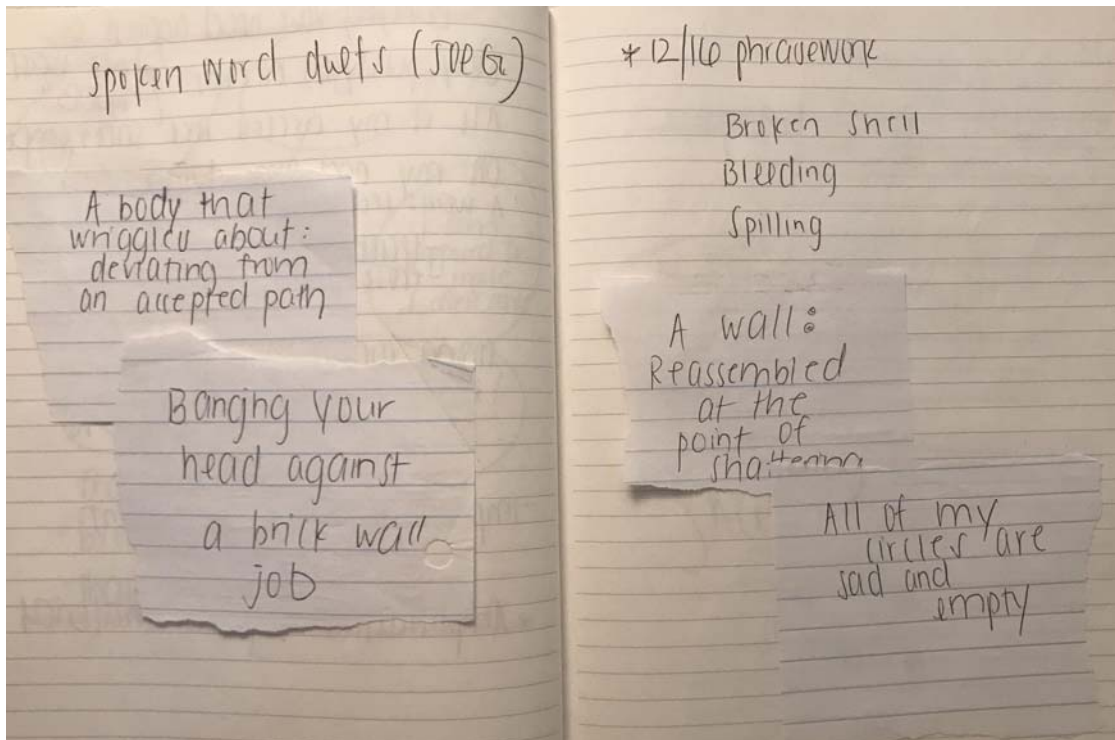 spoken word duets (JOEG)
A body that
wriggles about:
deviating from
an accepted path
Banging your
head against
a brick wall
job
* 12/16 phrasework
Broken shell
Bleeding
Spilling
A wall:
Reassembled
at the
point of
shattering
All of my
circles are
sad and
empty